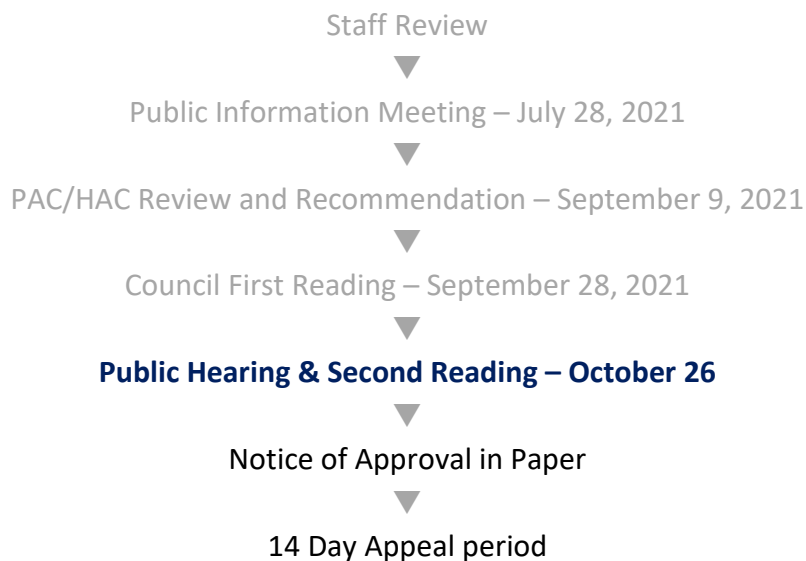 Staff Review
Public Information Meeting – July 28, 2021
PAC/HAC Review and Recommendation – September 9, 2021
Council First Reading – September 28, 2021
Public Hearing & Second Reading – October 26
Notice of Approval in Paper
14 Day Appeal period